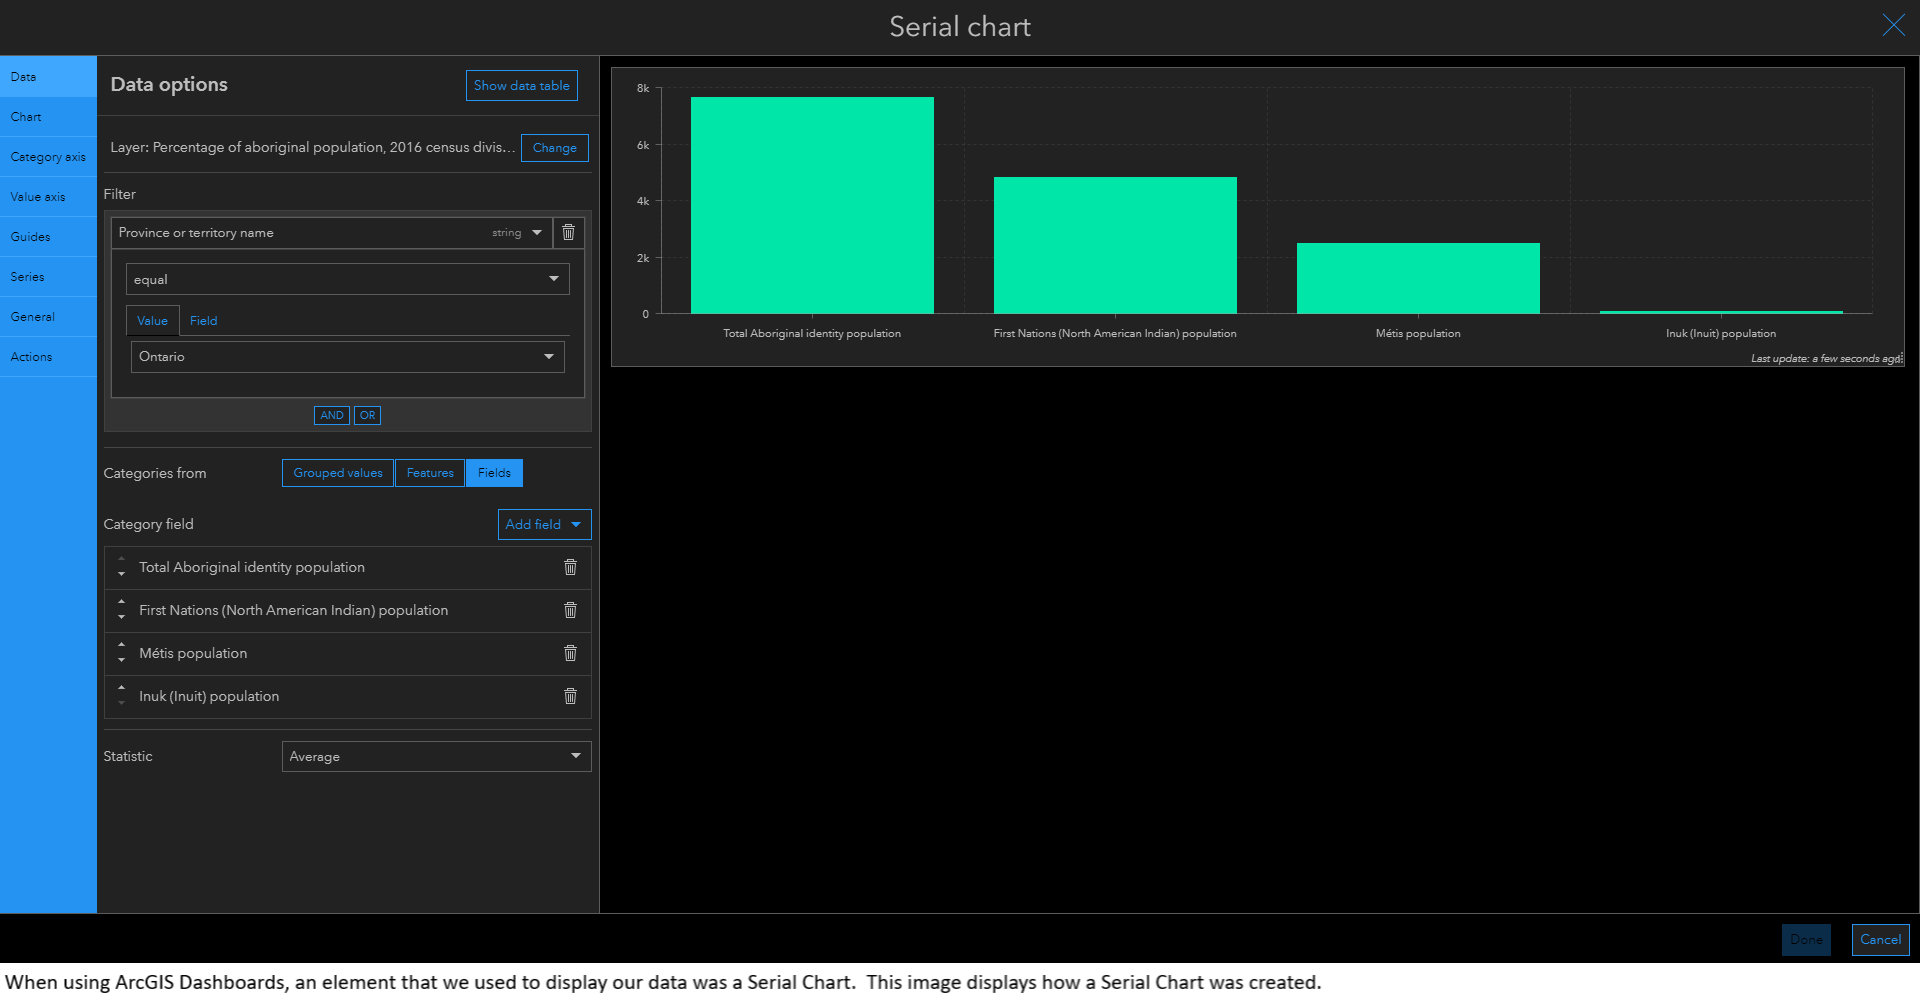 Serial chart
Data
Chart
Category axis
Value axis
Guides
Series
General
Actions
Data options
Show data table
Layer: Percentage of aboriginal population, 2016 census divis...
Change
Filter
Province or territory name
string
equal
Value
Field
Ontario
AND
OR
Categories from
Grouped values
Features
Fields
Category field
Add field
Total Aboriginal identity population
First Nations (North American Indian) population
Métis population
Inuk (Inuit) population
Statistic
Average
8k
6k
4k
2k
0
Total Aboriginal identity population
First Nations (North American Indian) population
Métis population
Inuk (Inuit) population
Last update: a few seconds ago
Done
Cancel
When using ArcGIS Dashboards, an element that we used to display our data was a Serial Chart.  This image displays how a Serial Chart was created.